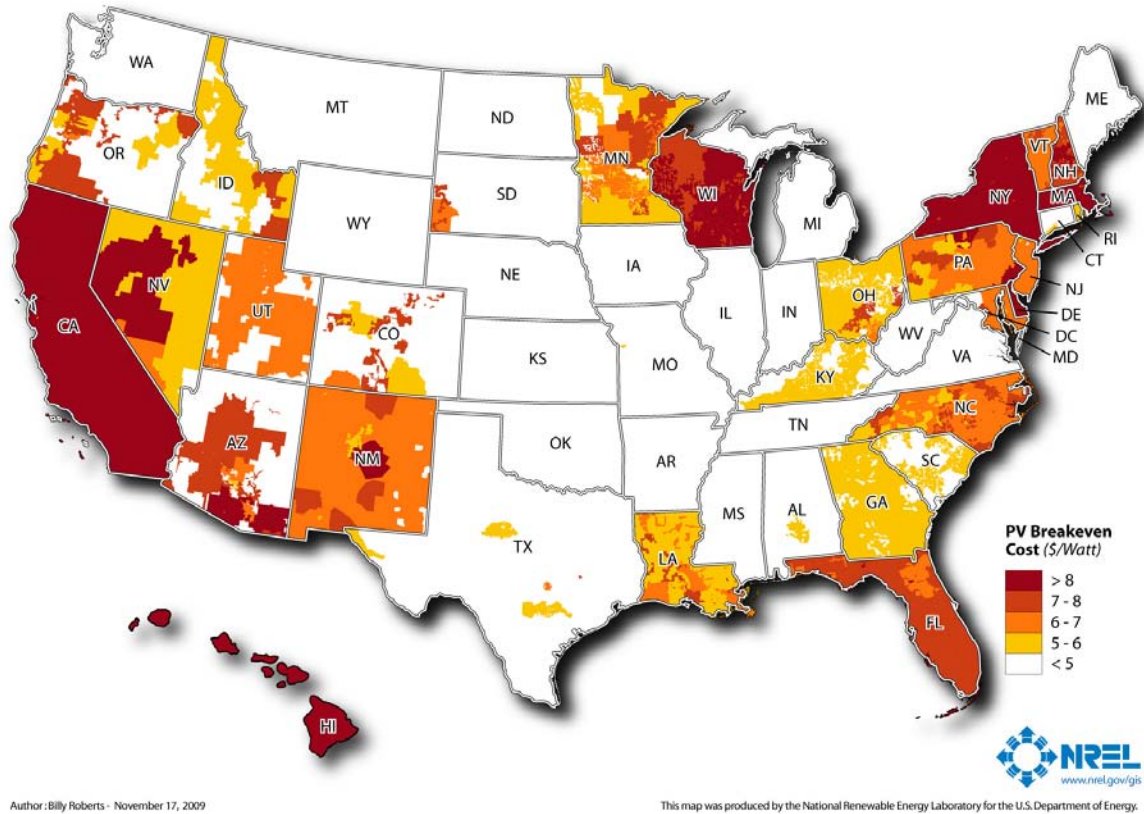 WA
MT
ND
ME
OR
ID
MN
VT
NH
SD
WI
NY
MA
WY
MI
RI
CT
NV
IA
PA
NE
NJ
UT
OH
DE
CA
CO
IL
IN
DC
WV
MD
KS
MO
KY
VA
NC
AZ
NM
OK
TN
AR
SC
MS
AL
GA
TX
LA
FL
HI
PV Breakeven
Cost ($/Watt)
> 8
7 - 8
6 - 7
5 - 6
< 5
NREL
www.nrel.gov/gis
Author : Billy Roberts - November 17, 2009
This map was produced by the National Renewable Energy Laboratory for the U.S. Department of Energy.